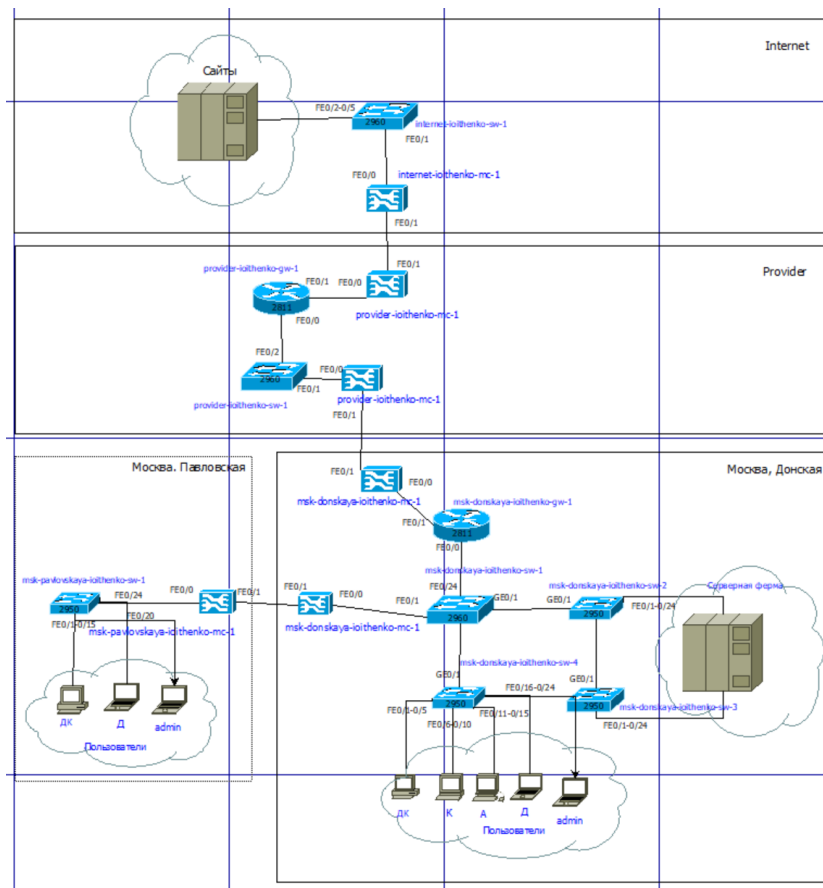 Internet
Сайты
FE0/2-0/5
2960
internet-ioithenko-sw-1
FE0/1
FE0/0
internet-ioithenko-mc-1
FE0/1
Provider
FE0/1
provider-ioithenko-gw-1
FE0/1
FE0/0
2811
FE0/0
provider-ioithenko-mc-1
FE0/2
FE0/0
2960
FE0/1
provider-ioithenko-sw-1
provider-ioithenko-mc-1
FE0/1
Москва. Павловская
Москва, Донская
FE0/1
FE0/0
msk-donskaya-ioithenko-mc-1
msk-donskaya-ioithenko-gw-1
FE0/1
2811
FE0/0
msk-donskaya-ioithenko-sw-1
msk-pavlovskaya-ioithenko-sw-1
FE0/24
msk-donskaya-ioithenko-sw-2
Серверная ферма
FE0/0
FE0/1
FE0/1
FE0/0
FE0/1
GE0/1
GE0/1
FE0/24
2950
FE0/20
2960
2950
FE0/1-0/24
FE0/1-0/15
msk-pavlovskaya-ioithenko-mc-1
msk-donskaya-ioithenko-mc-1
msk-donskaya-ioithenko-sw-4
GE0/1
GE0/1
FE0/16-0/24
2950
2950
msk-donskaya-ioithenko-sw-3
FE0/1-0/5
FE0/11-0/15
FE0/6-0/10
FE0/1-0/24
ДК
Д
admin
Пользователи
ДК
К
А
Д
admin
Пользователи